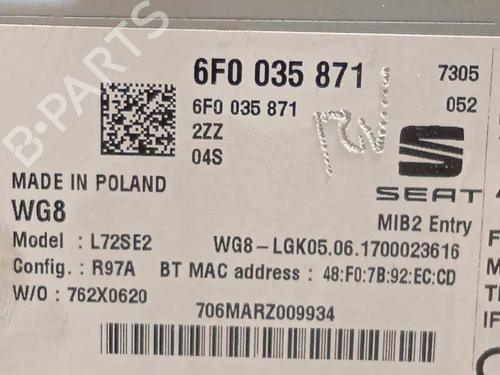 6F0 035 871
7305
6F0 035 871
052
2ZZ
04S
MADE IN POLAND
SEAT
WG8
MIB2 Entry
Model : L72SE2
WG8-LGK05.06.1700023616
Config. : R97A BT MAC address : 48:F0:7B:92:EC:CD
W/O : 762X0620
706MARZ009934